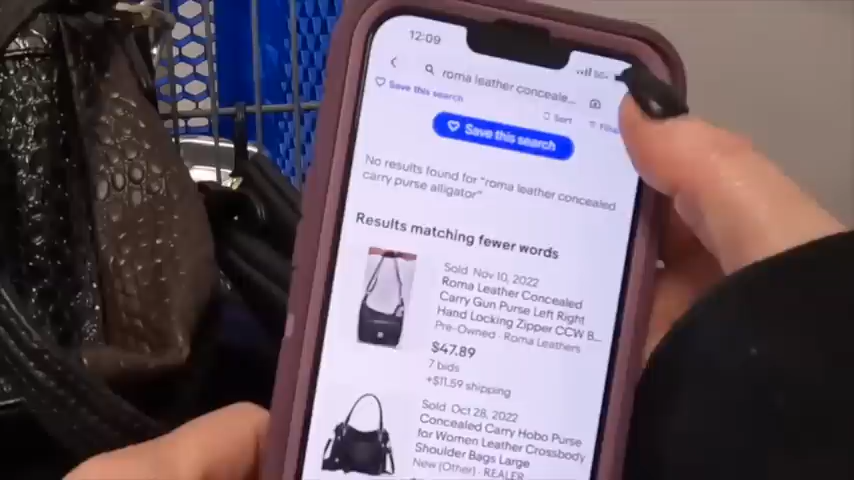 12:09
5G
roma leather conceale...
Save this search
Sort
Save this search
No results found for "roma leather concealed
carry purse alligator"
Results matching fewer words
Sold Nov 10, 2022
Roma Leather Concealed
Carry Gun Purse Left Right
Hand Locking Zipper CCW B...
Pre-Owned · Roma Leathers
$47.89
7 bids
+$11.59 shipping
Sold Oct 28, 2022
Concealed Carry Hobo Purse
for Women Leather Crossbody
Shoulder Bags Large
New (Other) · REALER